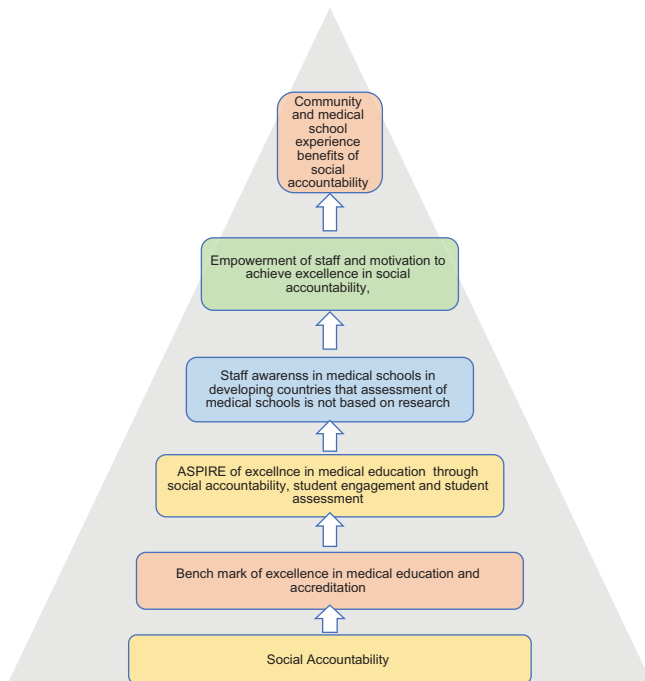 Community
and medical
school
experience
benefits of
social
accountability
Empowerment of staff and motivation to
achieve excellence in social
accountability,
Staff awarenss in medical schools in
developing countries that assessment of
medical schools is not based on research
ASPIRE of excellnce in medical education through
social accountability, student engagement and student
assessment
Bench mark of excellence in medical education and
accreditation
Social Accountability